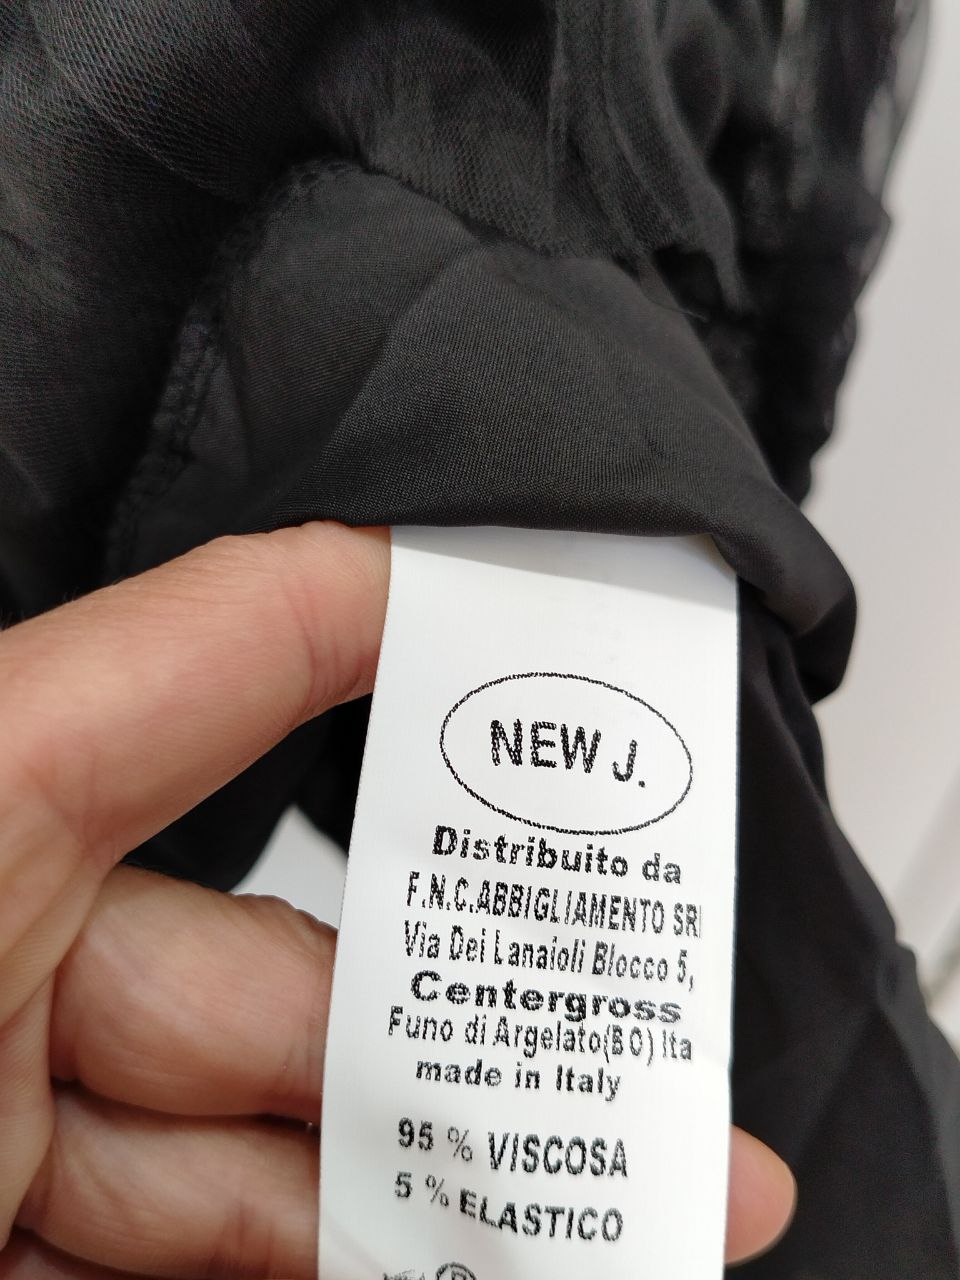 NEW J.
Distribuito da
F.N.C.ABBIGLIAMENTO SRl
Via Dei Lanaioli Blocco 5,
Centergross
Funo di Argelato(BO) Ita
made in Italy
95 % VISCOSA
5 % ELASTICO